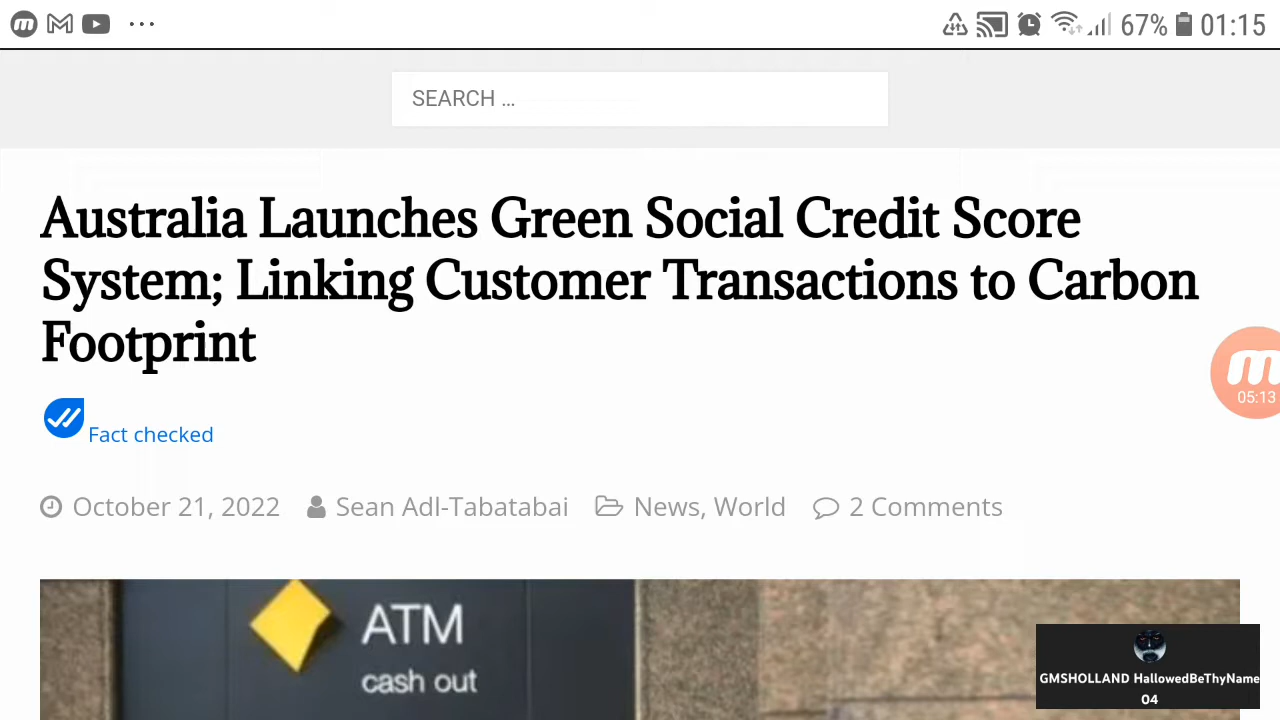 67% 01:15
SEARCH ...
Australia Launches Green Social Credit Score
System; Linking Customer Transactions to Carbon
Footprint
Fact checked
October 21, 2022 Sean Adl-Tabatabai News, World 2 Comments
05:13
ATM
cash out
GMSHOLLAND HallowedBeThyName
04